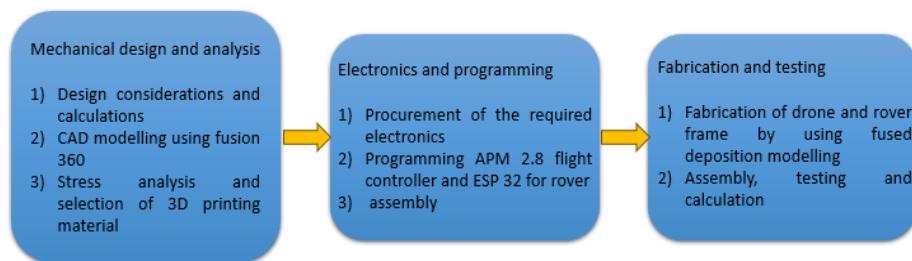 Mechanical design and analysis
1) Design considerations and
calculations
2) CAD modelling using fusion
360
3) Stress analysis and
selection of 3D printing
material
Electronics and programming
1) Procurement of the required
electronics
2) Programming APM 2.8 flight
controller and ESP 32 for rover
3) assembly
Fabrication and testing
1) Fabrication of drone and rover
frame by using fused
deposition modelling
2) Assembly, testing and
calculation